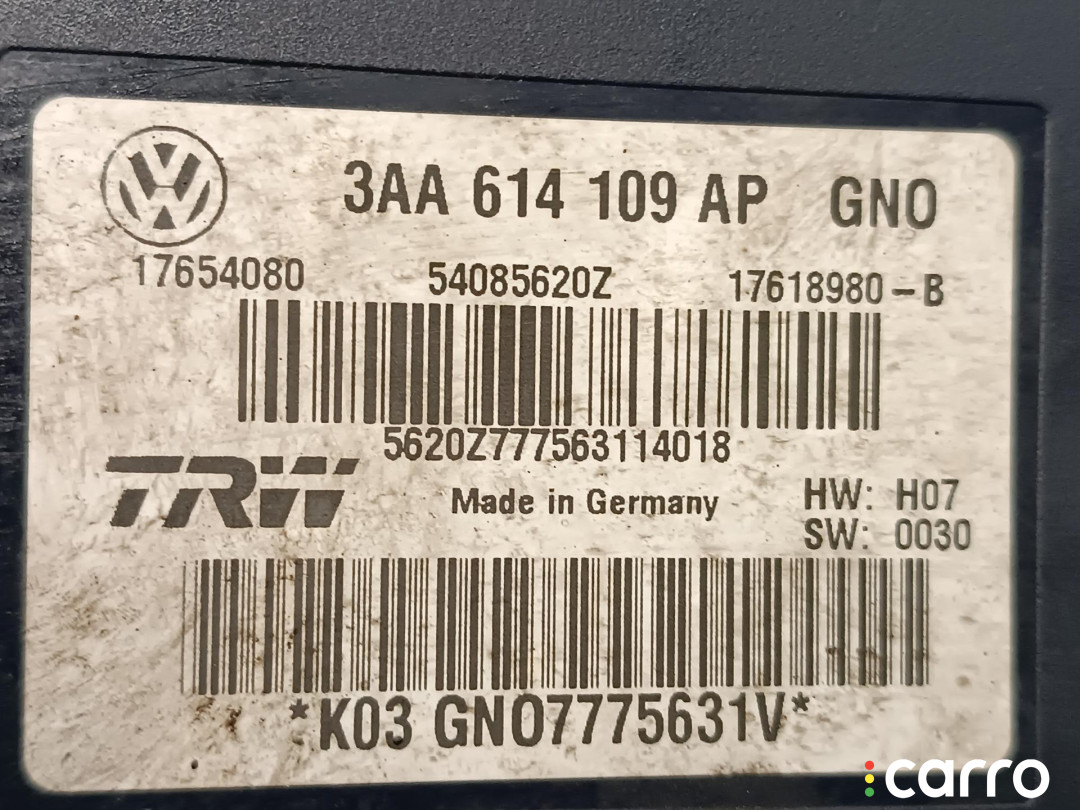 3AA 614 109 AP GNO
17654080 54085620Z 17618980-B
5620Z777563114018
TRW Made in Germany HW: H07
SW: 0030
*K03 GNO7775631V*
carro